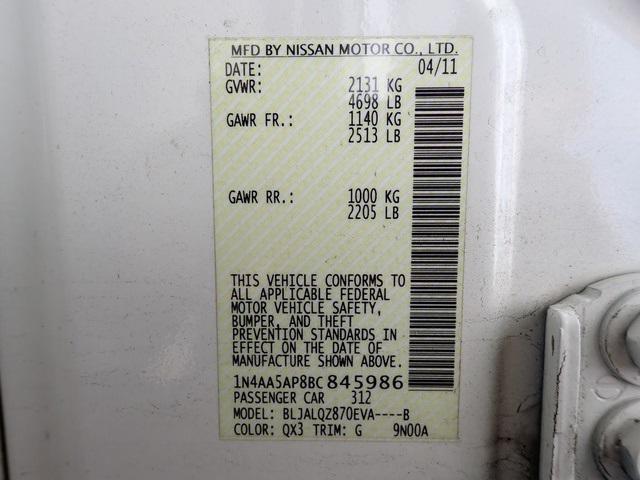 MFD BY NISSAN MOTOR CO., LTD.
DATE: 04/11
GVWR: 2131 KG
4698 LB
GAWR FR.: 1140 KG
2513 LB
GAWR RR.: 1000 KG
2205 LB
THIS VEHICLE CONFORMS TO
ALL APPLICABLE FEDERAL
MOTOR VEHICLE SAFETY,
BUMPER, AND THEFT
PREVENTION STANDARDS IN
EFFECT ON THE DATE OF
MANUFACTURE SHOWN ABOVE.
1N4AA5AP8BC845986
PASSENGER CAR 312
MODEL: BLJALQZ870EVA----B
COLOR: QX3 TRIM: G 9N00A